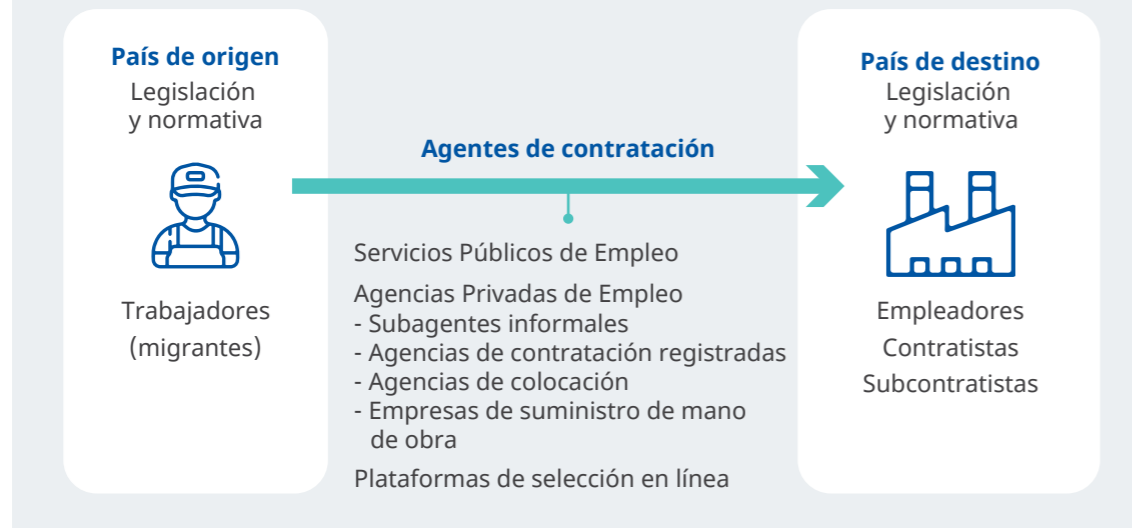 País de origen
Legislación
y normativa
Trabajadores
(migrantes)
Agentes de contratación
Servicios Públicos de Empleo
Agencias Privadas de Empleo
- Subagentes informales
- Agencias de contratación registradas
- Agencias de colocación
- Empresas de suministro de mano
de obra
Plataformas de selección en línea
País de destino
Legislación
y normativa
Empleadores
Contratistas
Subcontratistas